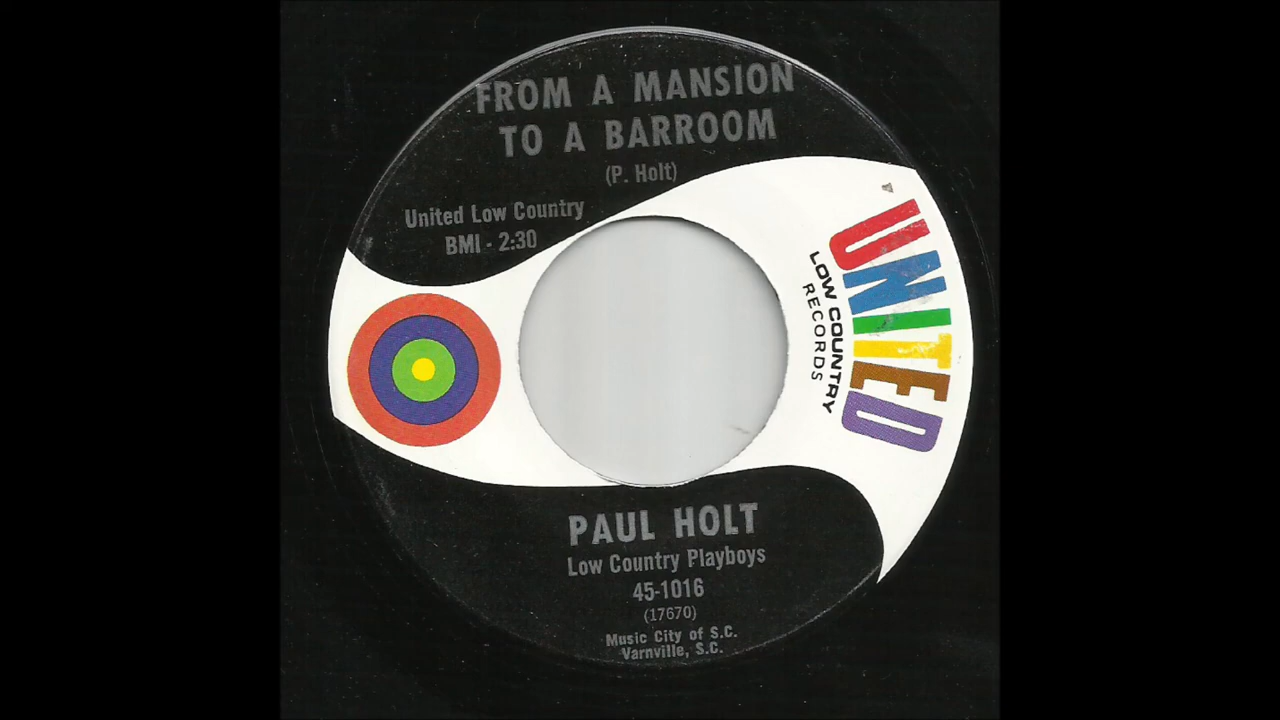 FROM A MANSION
TO A BARROOM
(P. Holt)
United Low Country
BMI - 2:30
UNITED
LOW COUNTRY
RECORDS
PAUL HOLT
Low Country Playboys
45-1016
(17670)
Music City of S.C.
Varnville, S.C.